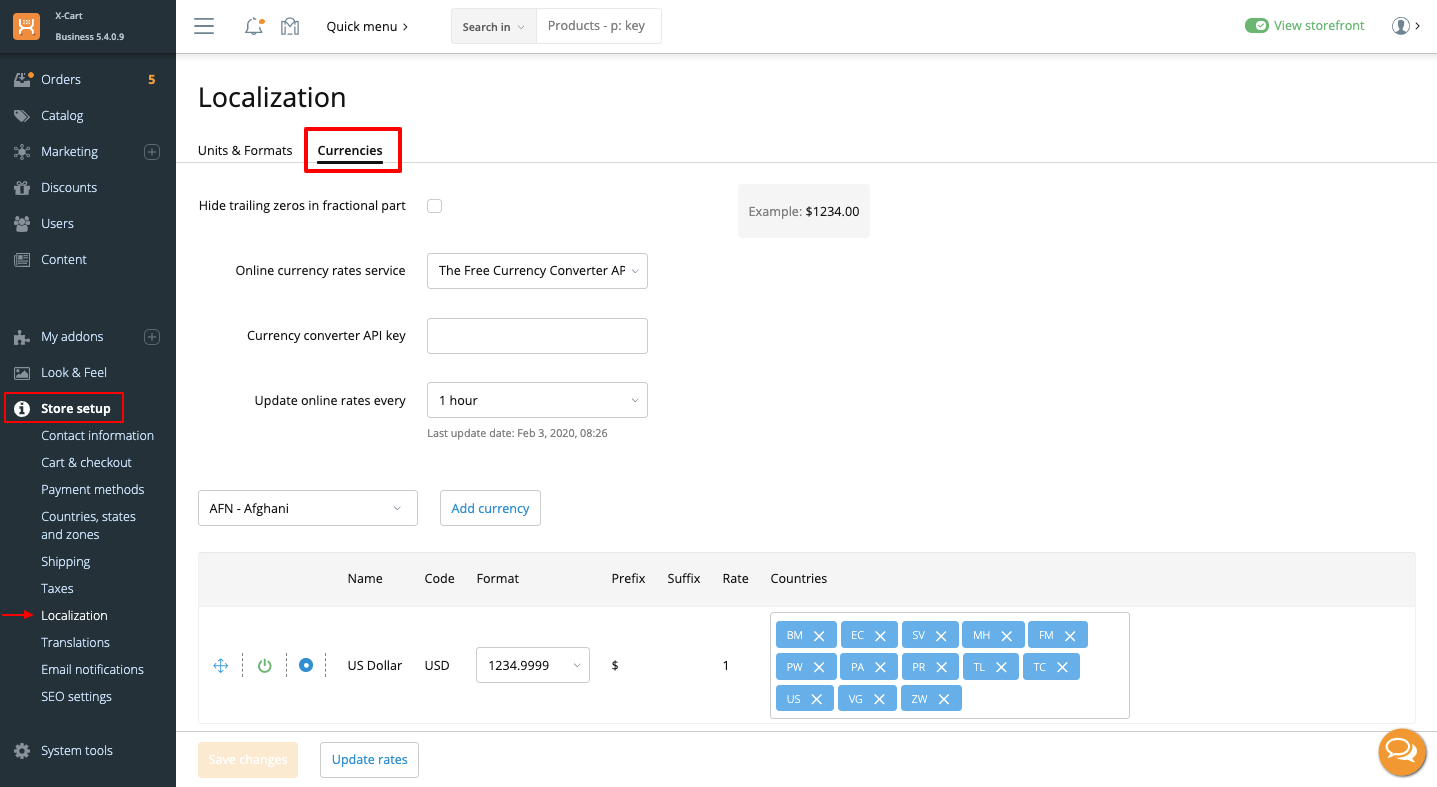 X-Cart
Business 5.4.0.9
Quick menu
Search in
Products - p: key
View storefront
Orders 5
Catalog
Marketing
Discounts
Users
Content
My addons
Look & Feel
Store setup
Contact information
Cart & checkout
Payment methods
Countries, states
and zones
Shipping
Taxes
Localization
Translations
Email notifications
SEO settings
System tools
Localization
Units & Formats Currencies
Hide trailing zeros in fractional part
Example: $1234.00
Online currency rates service The Free Currency Converter AP
Currency converter API key
Update online rates every 1 hour
Last update date: Feb 3, 2020, 08:26
AFN - Afghani Add currency
Name Code Format Prefix Suffix Rate Countries
US Dollar USD 1234.9999 $ 1
BM EC SV MH FM
PW PA PR TL TC
US VG ZW
Save changes Update rates